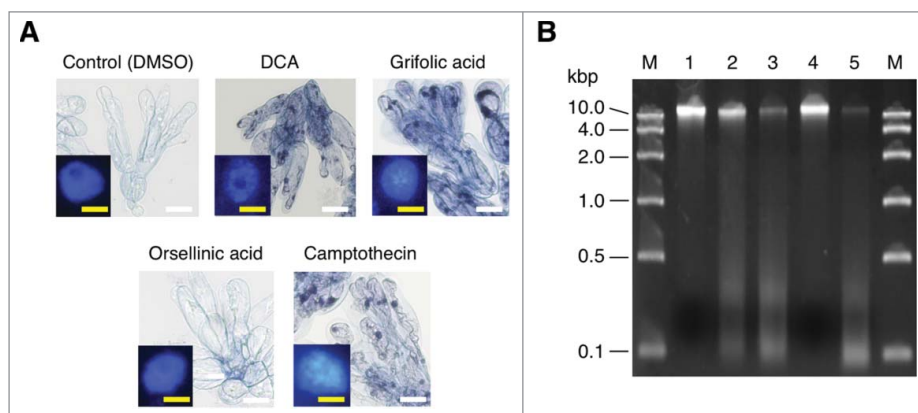 A
Control (DMSO)
DCA
Grifolic acid
Orsellinic acid
Camptothecin
B
M 1 2 3 4 5 M
kbp
10.0
4.0
2.0
1.0
0.5
0.1